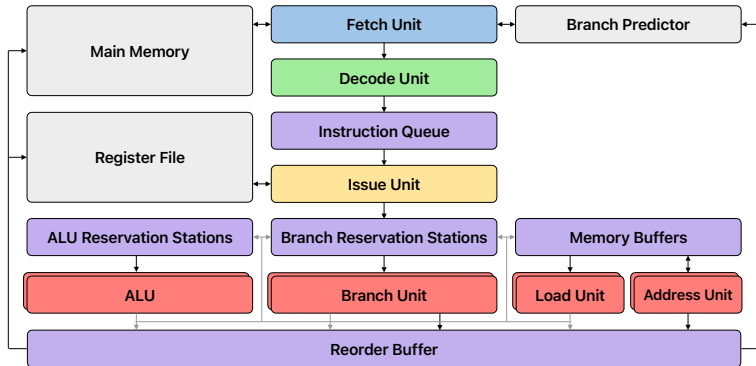 Main Memory
Fetch Unit
Branch Predictor
Decode Unit
Instruction Queue
Register File
Issue Unit
ALU Reservation Stations
Branch Reservation Stations
Memory Buffers
ALU
Branch Unit
Load Unit
Address Unit
Reorder Buffer